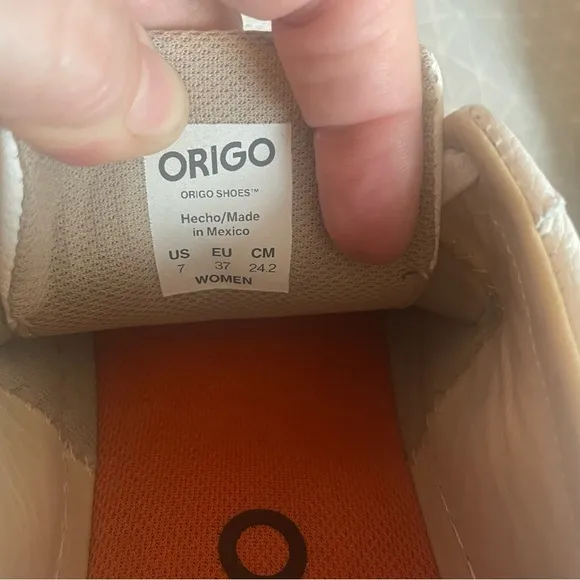 ORIGO
ORIGO SHOES™
Hecho/Made
in Mexico
US EU CM
7 37 24.2
WOMEN